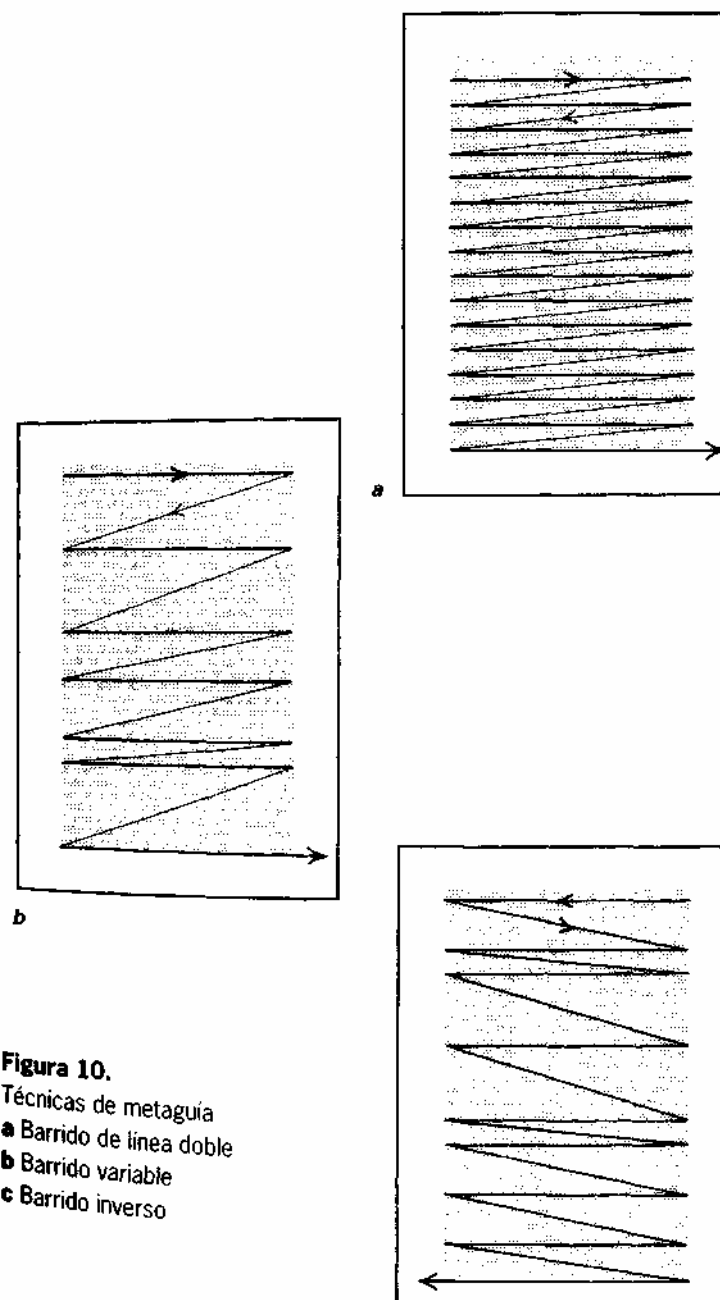 a
b
Figura 10.
Técnicas de metaguía
a Barrido de línea doble
b Barrido variable
c Barrido inverso